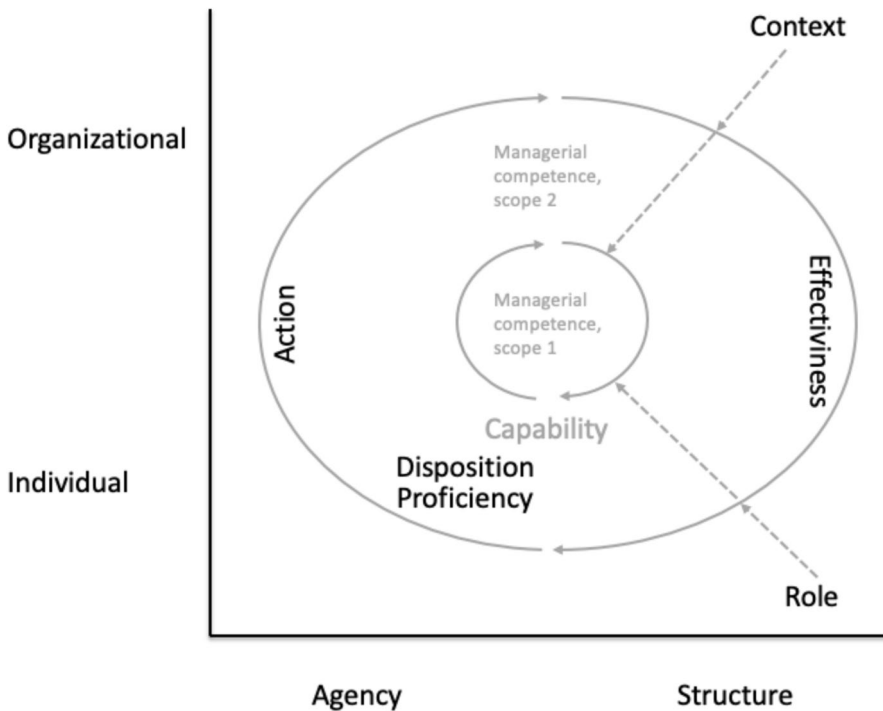 Context
Organizational
Managerial
competence,
scope 2
Action
Effectiviness
Managerial
competence,
scope 1
Capability
Disposition
Proficiency
Individual
Role
Agency
Structure